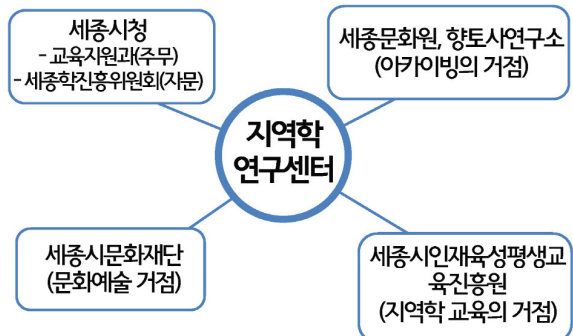 세종시청
- 교육지원과(주무)
- 세종학진흥위원회(자문)
세종문화원, 향토사연구소
(아카이빙의 거점)
지역학
연구센터
세종시문화재단
(문화예술 거점)
세종시인재육성평생교
육진흥원
(지역학 교육의 거점)